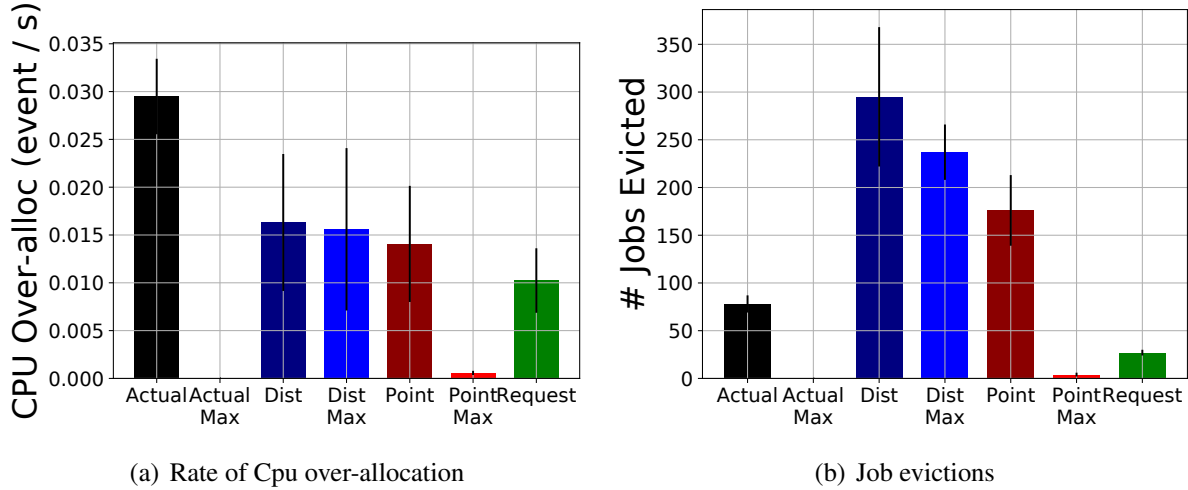 CPU Over-alloc (event / s)
0.035
0.030
0.025
0.020
0.015
0.010
0.005
0.000
Actual
Actual Max
Dist
Dist Max
Point
Point Max
Request
(a) Rate of Cpu over-allocation
# Jobs Evicted
350
300
250
200
150
100
50
0
Actual
Actual Max
Dist
Dist Max
Point
Point Max
Request
(b) Job evictions